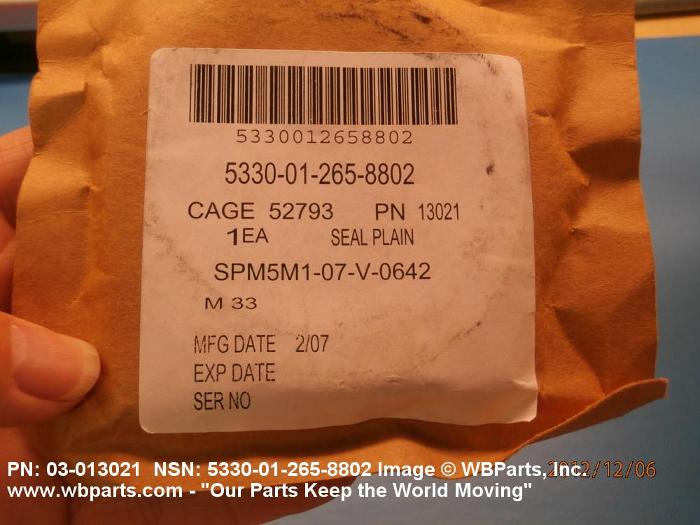 5330012658802
5330-01-265-8802
CAGE 52793 PN 13021
1EA SEAL PLAIN
SPM5M1-07-V-0642
M 33
MFG DATE 2/07
EXP DATE
SER NO
PN: 03-013021 NSN: 5330-01-265-8802 Image © WBParts, Inc.
2012/12/06
www.wbparts.com - "Our Parts Keep the World Moving"